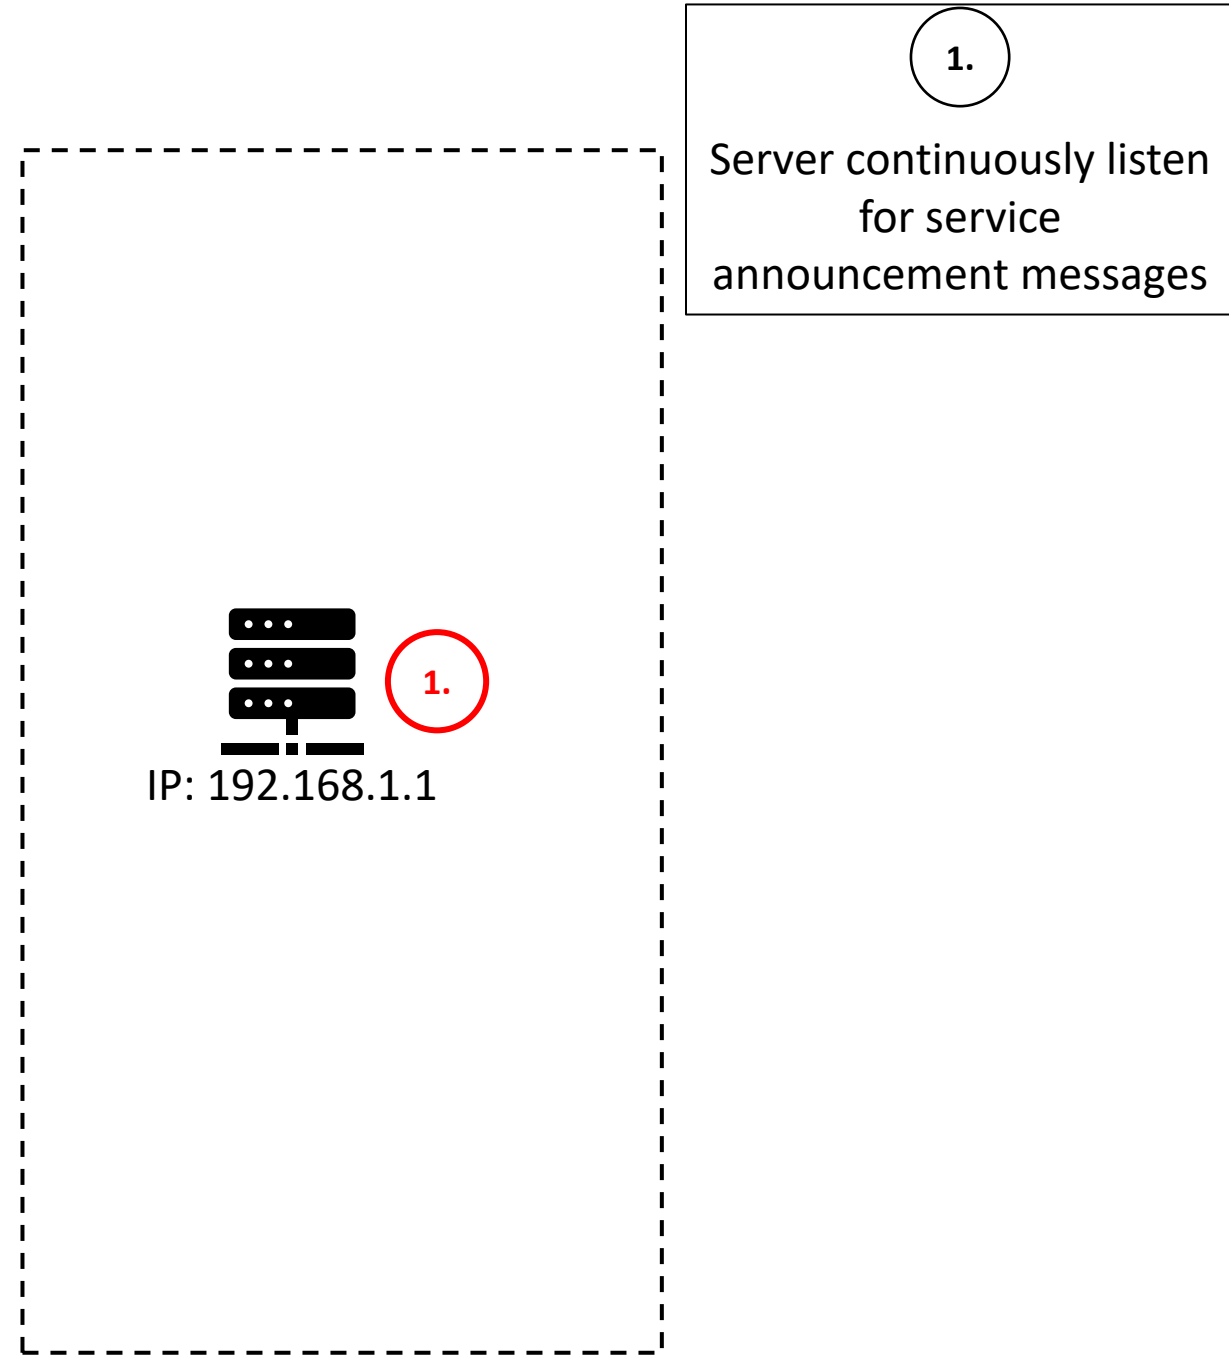 1.
Server continuously listen
for service
announcement messages
1.
IP: 192.168.1.1